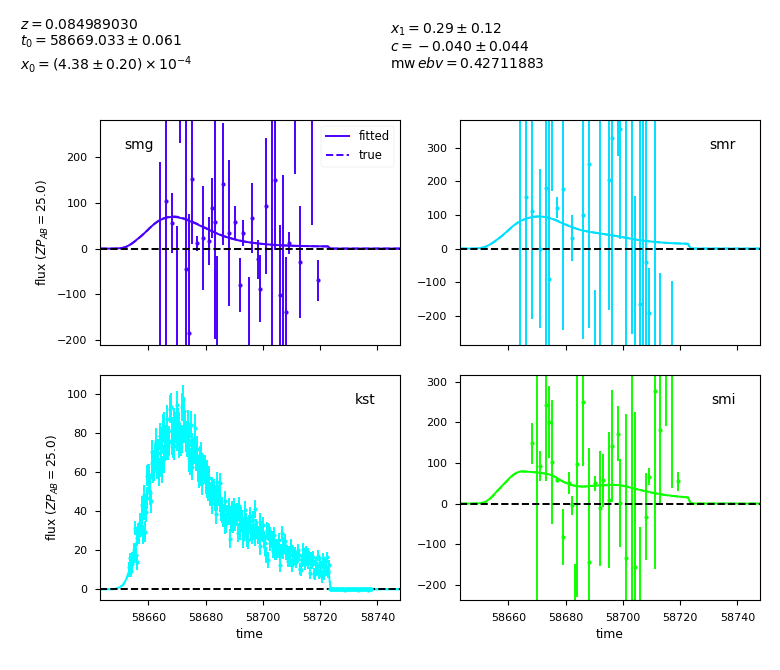 z = 0.084989030
t₀ = 58669.033 ± 0.061
x₀ = (4.38 ± 0.20) × 10⁻⁴
x₁ = 0.29 ± 0.12
c = −0.040 ± 0.044
mw ebv = 0.42711883
smg
fitted
true
200
100
0
−100
−200
flux (ZP_AB = 25.0)
smr
300
200
100
0
−100
−200
kst
100
80
60
40
20
0
flux (ZP_AB = 25.0)
58660 58680 58700 58720 58740
time
smi
300
200
100
0
−100
−200
58660 58680 58700 58720 58740
time